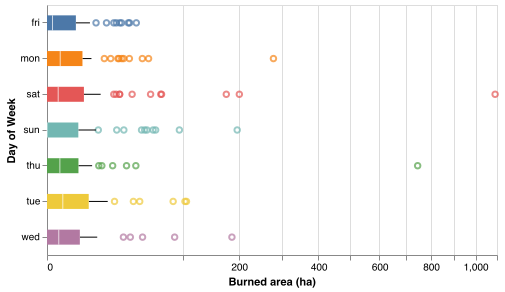 Day of Week
fri
mon
sat
sun
thu
tue
wed
0 200 400 600 800 1,000
Burned area (ha)